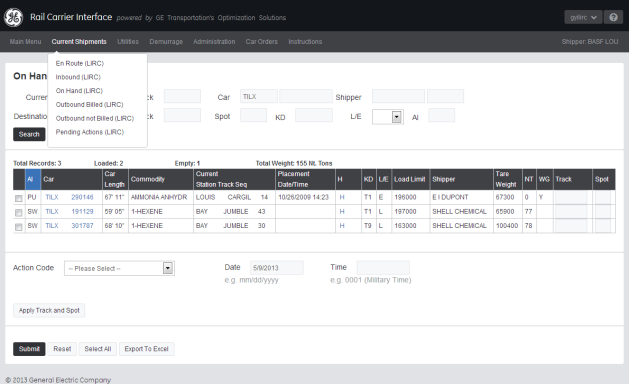 Rail Carrier Interface powered by GE Transportation's Optimization Solutions
gyllirc
?
Main Menu Current Shipments Utilities Demurrage Administration Car Orders Instructions Shipper: BASF LOU
En Route (LIRC)
Inbound (LIRC)
On Hand (LIRC)
Outbound Billed (LIRC)
Outbound not Billed (LIRC)
Pending Actions (LIRC)
On Han
Curren ck Car TILX Shipper
Destination ck Spot KD L/E AI
Search
Total Records: 3 Loaded: 2 Empty: 1 Total Weight: 155 Nt. Tons
AI Car Car Length Commodity Current Station Track Seq Placement Date/Time H KD L/E Load Limit Shipper Tare Weight NT WG Track Spot
PU TILX 290146 67' 11" AMMONIA ANHYDR LOUIS CARGIL 14 10/26/2009 14:23 H T1 E 196000 E I DUPONT 67300 0 Y
SW TILX 191129 59' 05" 1-HEXENE BAY JUMBLE 43 H T1 L 197000 SHELL CHEMICAL 65900 77
SW TILX 301787 68' 10" 1-HEXENE BAY JUMBLE 30 H T9 L 163000 SHELL CHEMICAL 100400 78
Action Code -- Please Select -- Date 5/9/2013 Time
e.g. mm/dd/yyyy e.g. 0001 (Military Time)
Apply Track and Spot
Submit Reset Select All Export To Excel
© 2013 General Electric Company